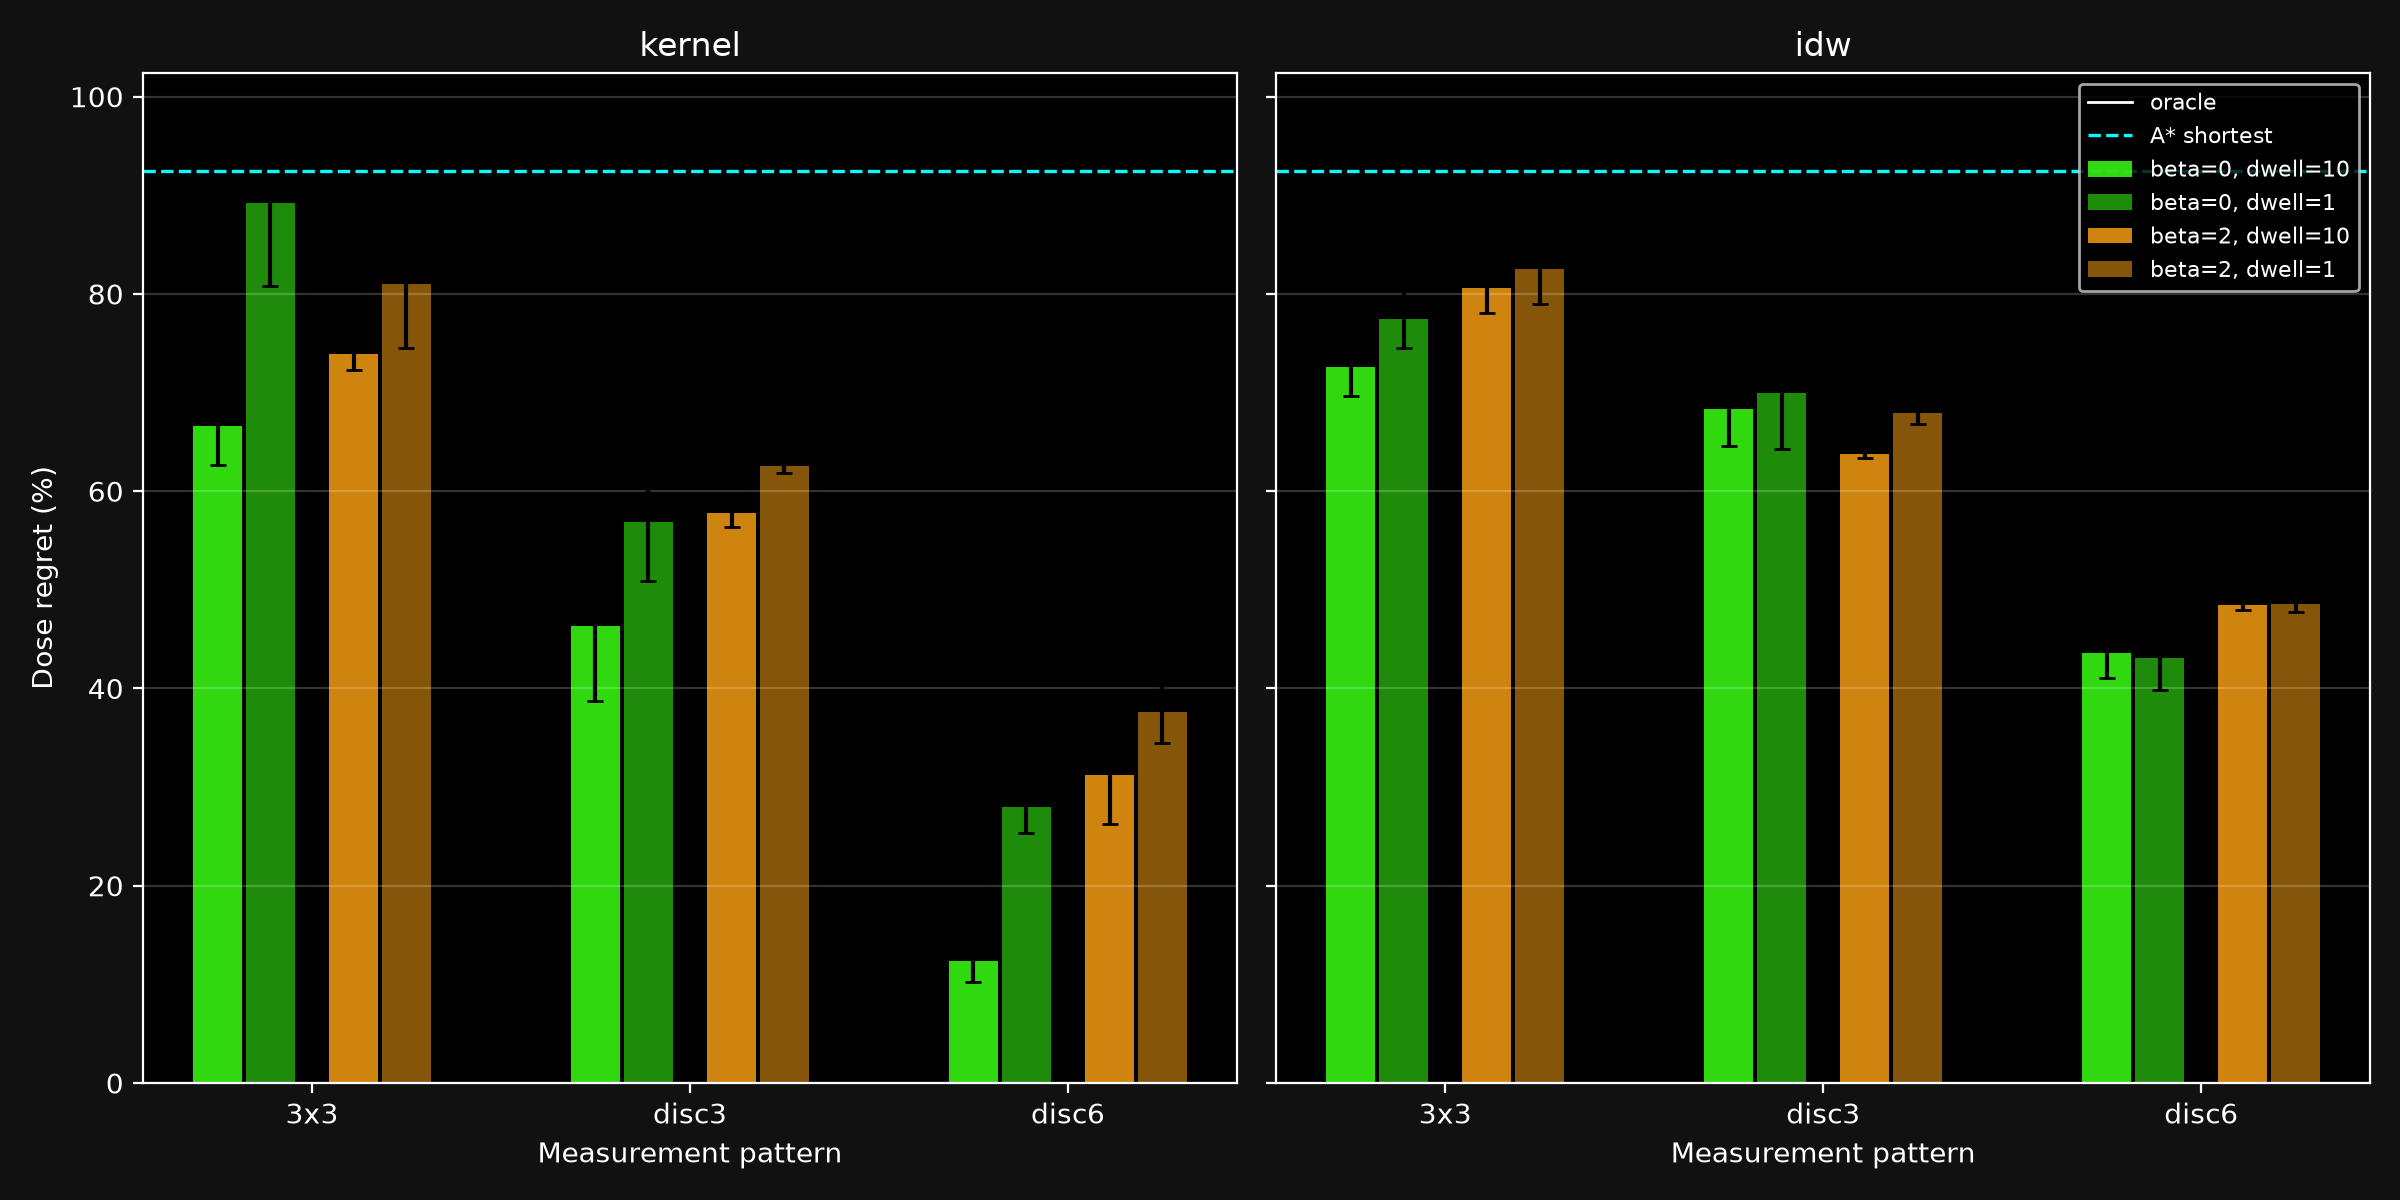 kernel
idw
Dose regret (%)
100
80
60
40
20
0
3x3
disc3
disc6
Measurement pattern
3x3
disc3
disc6
Measurement pattern
oracle
A* shortest
beta=0, dwell=10
beta=0, dwell=1
beta=2, dwell=10
beta=2, dwell=1